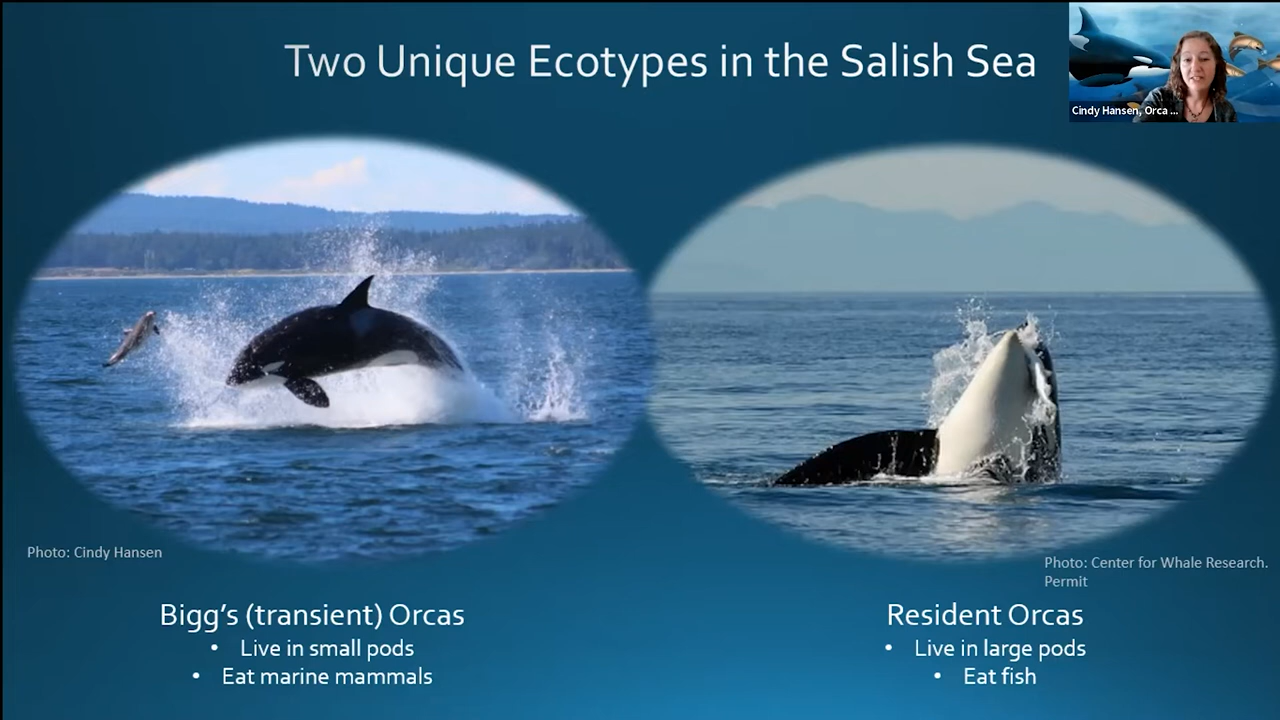 Two Unique Ecotypes in the Salish Sea
Cindy Hansen, Orca ...
Photo: Cindy Hansen
Photo: Center for Whale Research.
Permit
Bigg's (transient) Orcas
• Live in small pods
• Eat marine mammals
Resident Orcas
• Live in large pods
• Eat fish